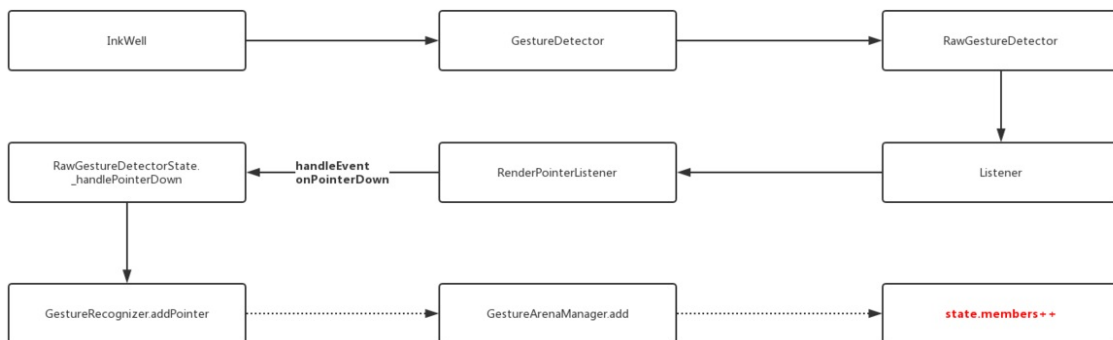 InkWell
GestureDetector
RawGestureDetector
RawGestureDetectorState.
_handlePointerDown
handleEvent
onPointerDown
RenderPointerListener
Listener
GestureRecognizer.addPointer
GestureArenaManager.add
state.members++